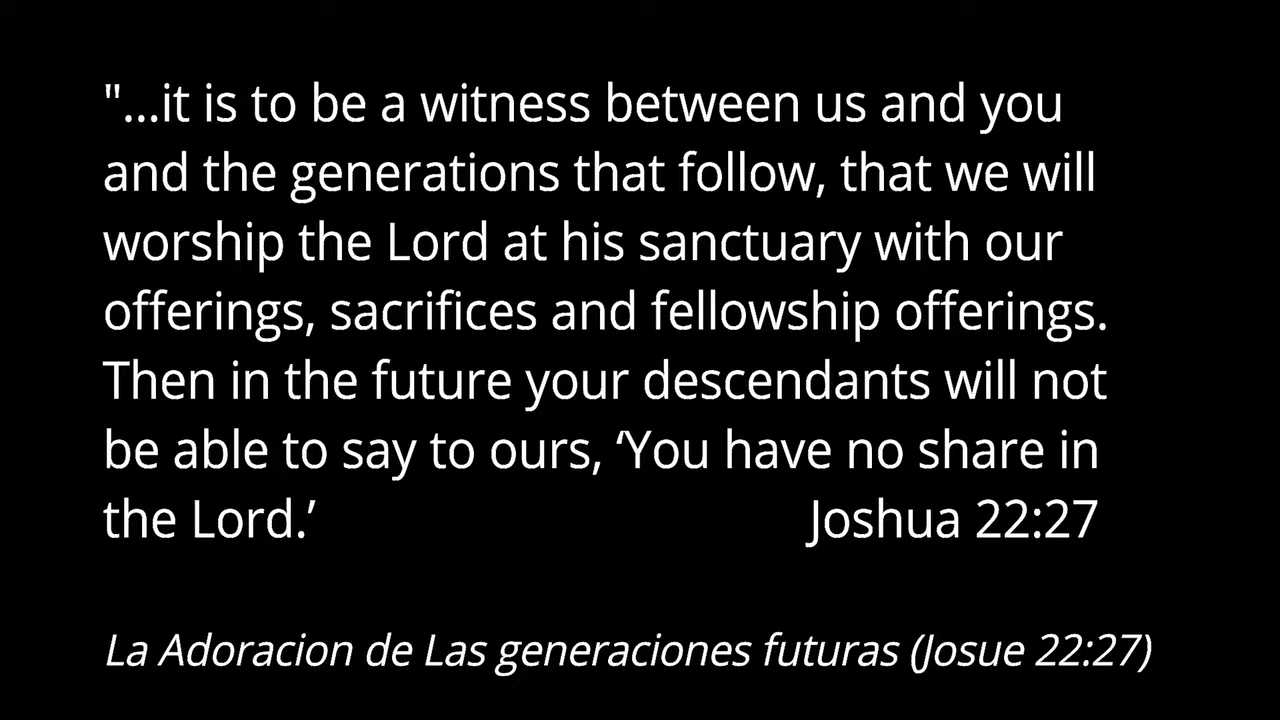 "...it is to be a witness between us and you
and the generations that follow, that we will
worship the Lord at his sanctuary with our
offerings, sacrifices and fellowship offerings.
Then in the future your descendants will not
be able to say to ours, ‘You have no share in
the Lord.’ Joshua 22:27
La Adoracion de Las generaciones futuras (Josue 22:27)